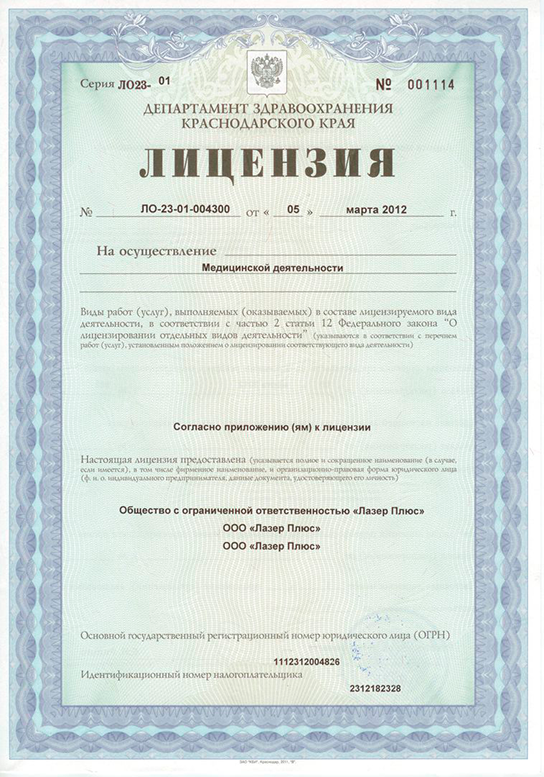 Серия ЛО23- 01 № 001114
ДЕПАРТАМЕНТ ЗДРАВООХРАНЕНИЯ
КРАСНОДАРСКОГО КРАЯ
ЛИЦЕНЗИЯ
№ ЛО-23-01-004300 от « 05 » марта 2012 г.
На осуществление
Медицинской деятельности
Виды работ (услуг), выполняемых (оказываемых) в составе лицензируемого вида
деятельности, в соответствии с частью 2 статьи 12 Федерального закона "О
лицензировании отдельных видов деятельности" (указываются в соответствии с перечнем
работ (услуг), установленным положением о лицензировании соответствующего вида деятельности)
Согласно приложению (ям) к лицензии
Настоящая лицензия предоставлена (указывается полное и сокращенное наименование (в случае,
если имеется), в том числе фирменное наименование, и организационно-правовая форма юридического лица
(ф. и. о. индивидуального предпринимателя, данные документа, удостоверяющего его личность)
Общество с ограниченной ответственностью «Лазер Плюс»
ООО «Лазер Плюс»
ООО «Лазер Плюс»
Основной государственный регистрационный номер юридического лица (ОГРН)
1112312004826
Идентификационный номер налогоплательщика
2312182328